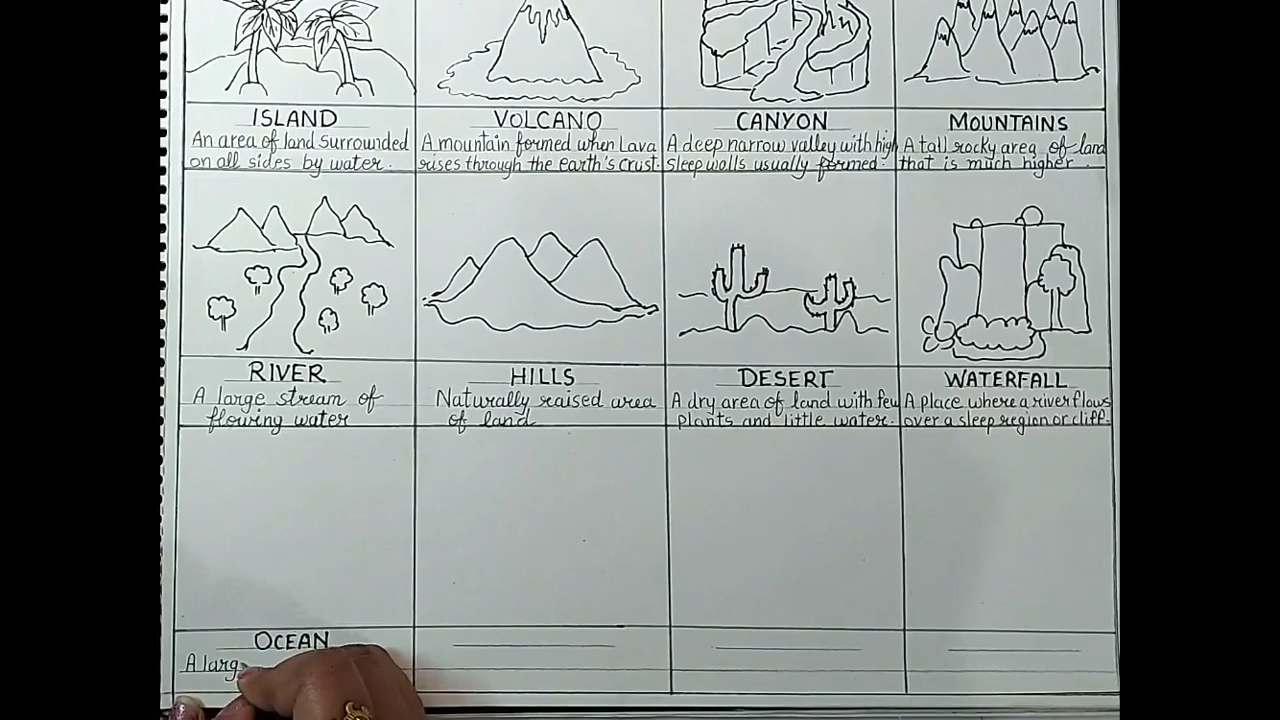 ISLAND
An area of land surrounded
on all sides by water.
VOLCANO
A mountain formed when Lava
rises through the earth's crust
CANYON
A deep narrow valley with high
sleep walls usually formed.
MOUNTAINS
A tall rocky area of land
that is much higher.
RIVER
A large stream of
flowing water
HILLS
Naturally raised area
of land
DESERT
A dry area of land with few
plants and little water.
WATERFALL
A place where a river flows
over a sleep region or cliff.
OCEAN
A larg